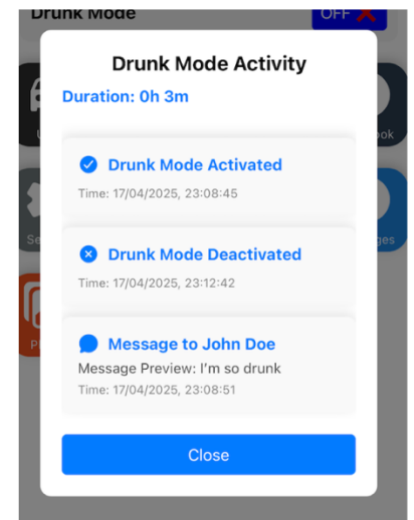 Drunk Mode
OFF ❌
Drunk Mode Activity
Duration: 0h 3m
Drunk Mode Activated
Time: 17/04/2025, 23:08:45
Drunk Mode Deactivated
Time: 17/04/2025, 23:12:42
Message to John Doe
Message Preview: I'm so drunk
Time: 17/04/2025, 23:08:51
Close